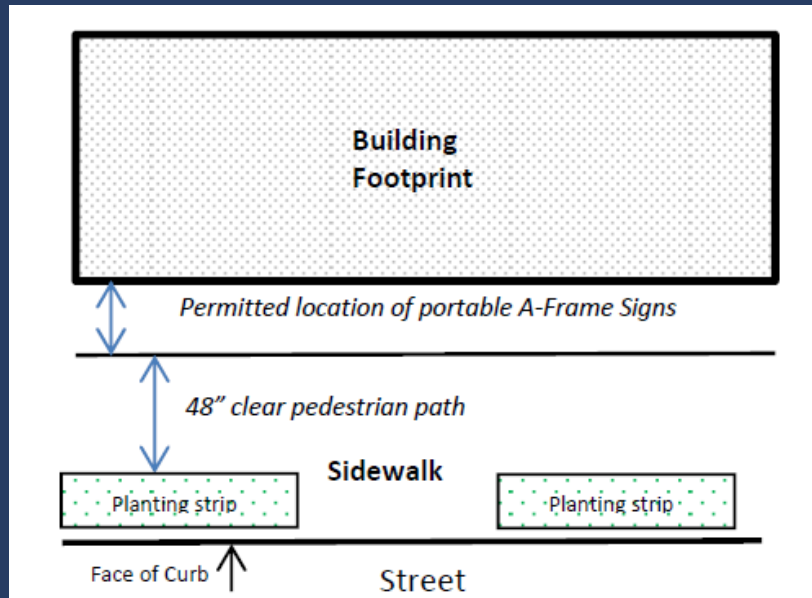 Building
Footprint
Permitted location of portable A-Frame Signs
48” clear pedestrian path
Sidewalk
Planting strip
Planting strip
Face of Curb
Street